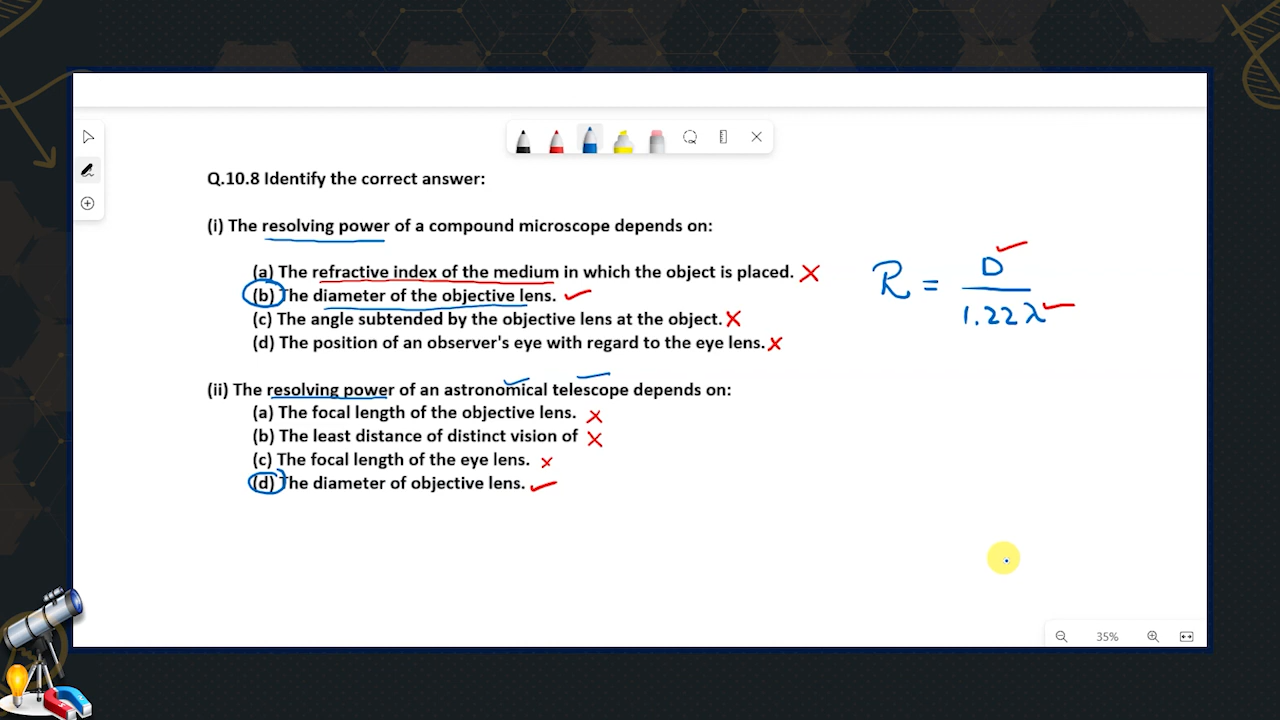 Q.10.8 Identify the correct answer:
(i) The resolving power of a compound microscope depends on:
(a) The refractive index of the medium in which the object is placed.
(b) The diameter of the objective lens.
(c) The angle subtended by the objective lens at the object.
(d) The position of an observer's eye with regard to the eye lens.
R = D / 1.22λ
(ii) The resolving power of an astronomical telescope depends on:
(a) The focal length of the objective lens.
(b) The least distance of distinct vision of
(c) The focal length of the eye lens.
(d) The diameter of objective lens.
35%